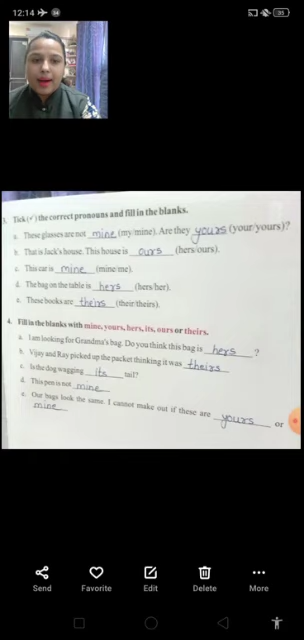 12:14
3. Tick (✓) the correct pronouns and fill in the blanks.
a. These glasses are not mine (my/mine). Are they yours (your/yours)?
b. That is Jack's house. This house is ours (hers/ours).
c. This car is mine (mine/me).
d. The bag on the table is hers (hers/her).
e. These books are theirs (their/theirs).
4. Fill in the blanks with mine, yours, hers, its, ours or theirs.
a. I am looking for Grandma's bag. Do you think this bag is hers ?
b. Vijay and Ray picked up the packet thinking it was theirs
c. Is the dog wagging its tail?
d. This pen is not mine
e. Our bags look the same. I cannot make out if these are yours or
mine
Send Favorite Edit Delete More